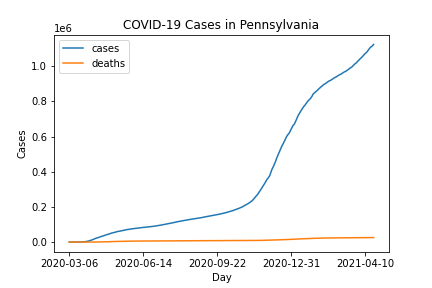 COVID-19 Cases in Pennsylvania
1e6
cases
deaths
1.0
0.8
0.6
0.4
0.2
0.0
Cases
2020-03-06 2020-06-14 2020-09-22 2020-12-31 2021-04-10
Day